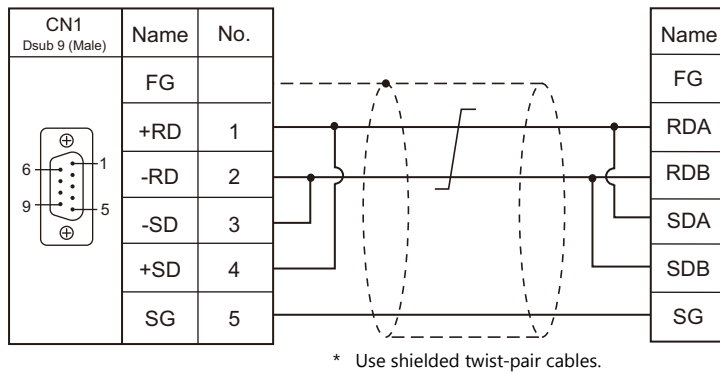 CN1
Dsub 9 (Male)
Name No.
Name
FG
FG
+RD 1
RDA
-RD 2
RDB
6
1
9
5
-SD 3
SDA
+SD 4
SDB
SG 5
SG
* Use shielded twist-pair cables.